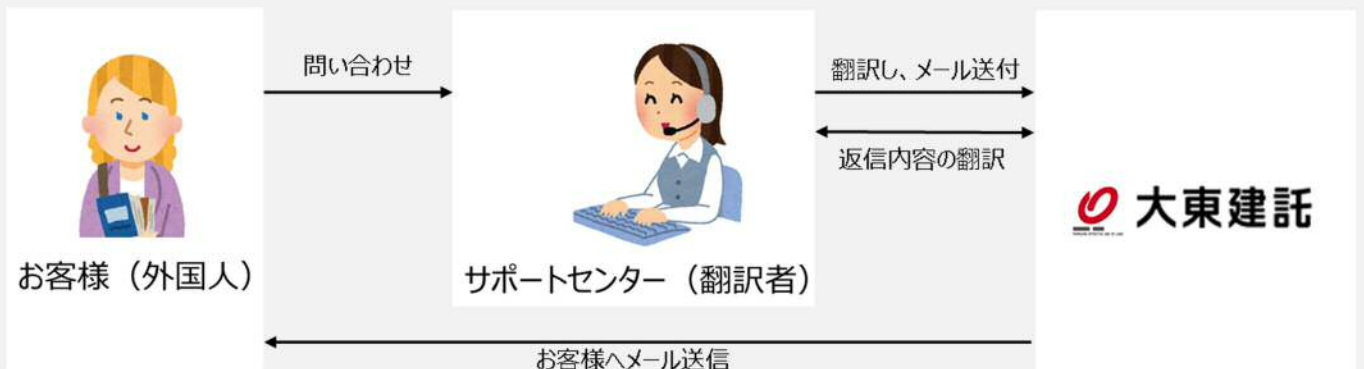 問い合わせ
翻訳し、メール送付
返信内容の翻訳
大東建託
お客様（外国人）
サポートセンター（翻訳者）
お客様へメール送信